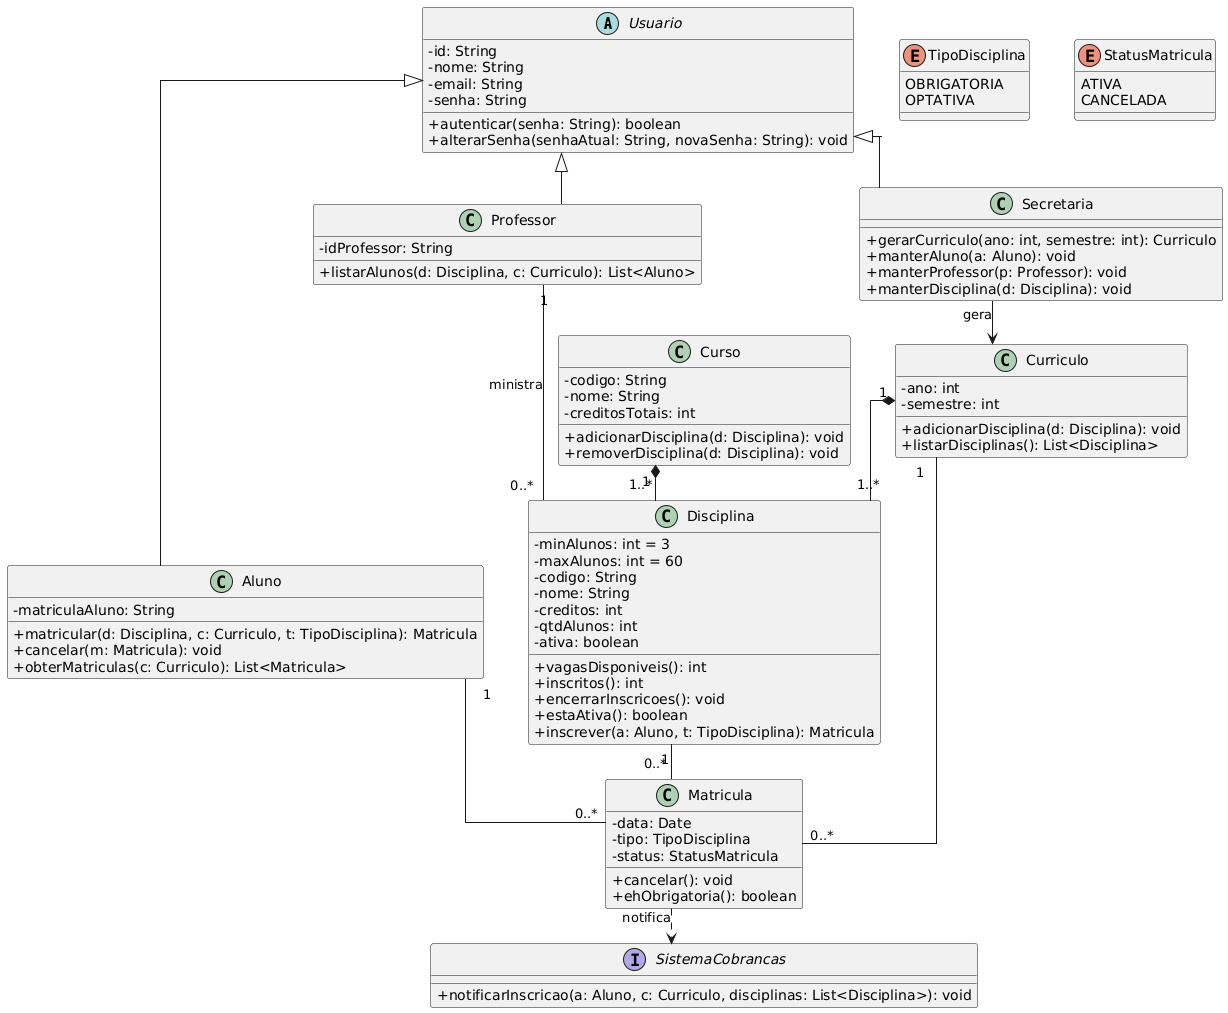 A Usuario
-id: String
-nome: String
-email: String
-senha: String
+autenticar(senha: String): boolean
+alterarSenha(senhaAtual: String, novaSenha: String): void
E TipoDisciplina
OBRIGATORIA
OPTATIVA
E StatusMatricula
ATIVA
CANCELADA
C Professor
-idProfessor: String
+listarAlunos(d: Disciplina, c: Curriculo): List<Aluno>
C Secretaria
+gerarCurriculo(ano: int, semestre: int): Curriculo
+manterAluno(a: Aluno): void
+manterProfessor(p: Professor): void
+manterDisciplina(d: Disciplina): void
1
ministra
0..*
gera
C Curso
-codigo: String
-nome: String
-creditosTotais: int
+adicionarDisciplina(d: Disciplina): void
+removerDisciplina(d: Disciplina): void
C Curriculo
-ano: int
-semestre: int
+adicionarDisciplina(d: Disciplina): void
+listarDisciplinas(): List<Disciplina>
1
1..*
1
1..*
1
0..*
C Disciplina
-minAlunos: int = 3
-maxAlunos: int = 60
-codigo: String
-nome: String
-creditos: int
-qtdAlunos: int
-ativa: boolean
+vagasDisponiveis(): int
+inscritos(): int
+encerrarInscricoes(): void
+estaAtiva(): boolean
+inscrever(a: Aluno, t: TipoDisciplina): Matricula
C Aluno
-matriculaAluno: String
+matricular(d: Disciplina, c: Curriculo, t: TipoDisciplina): Matricula
+cancelar(m: Matricula): void
+obterMatriculas(c: Curriculo): List<Matricula>
1
0..*
1
0..*
C Matricula
-data: Date
-tipo: TipoDisciplina
-status: StatusMatricula
+cancelar(): void
+ehObrigatoria(): boolean
notifica
I SistemaCobrancas
+notificarInscricao(a: Aluno, c: Curriculo, disciplinas: List<Disciplina>): void